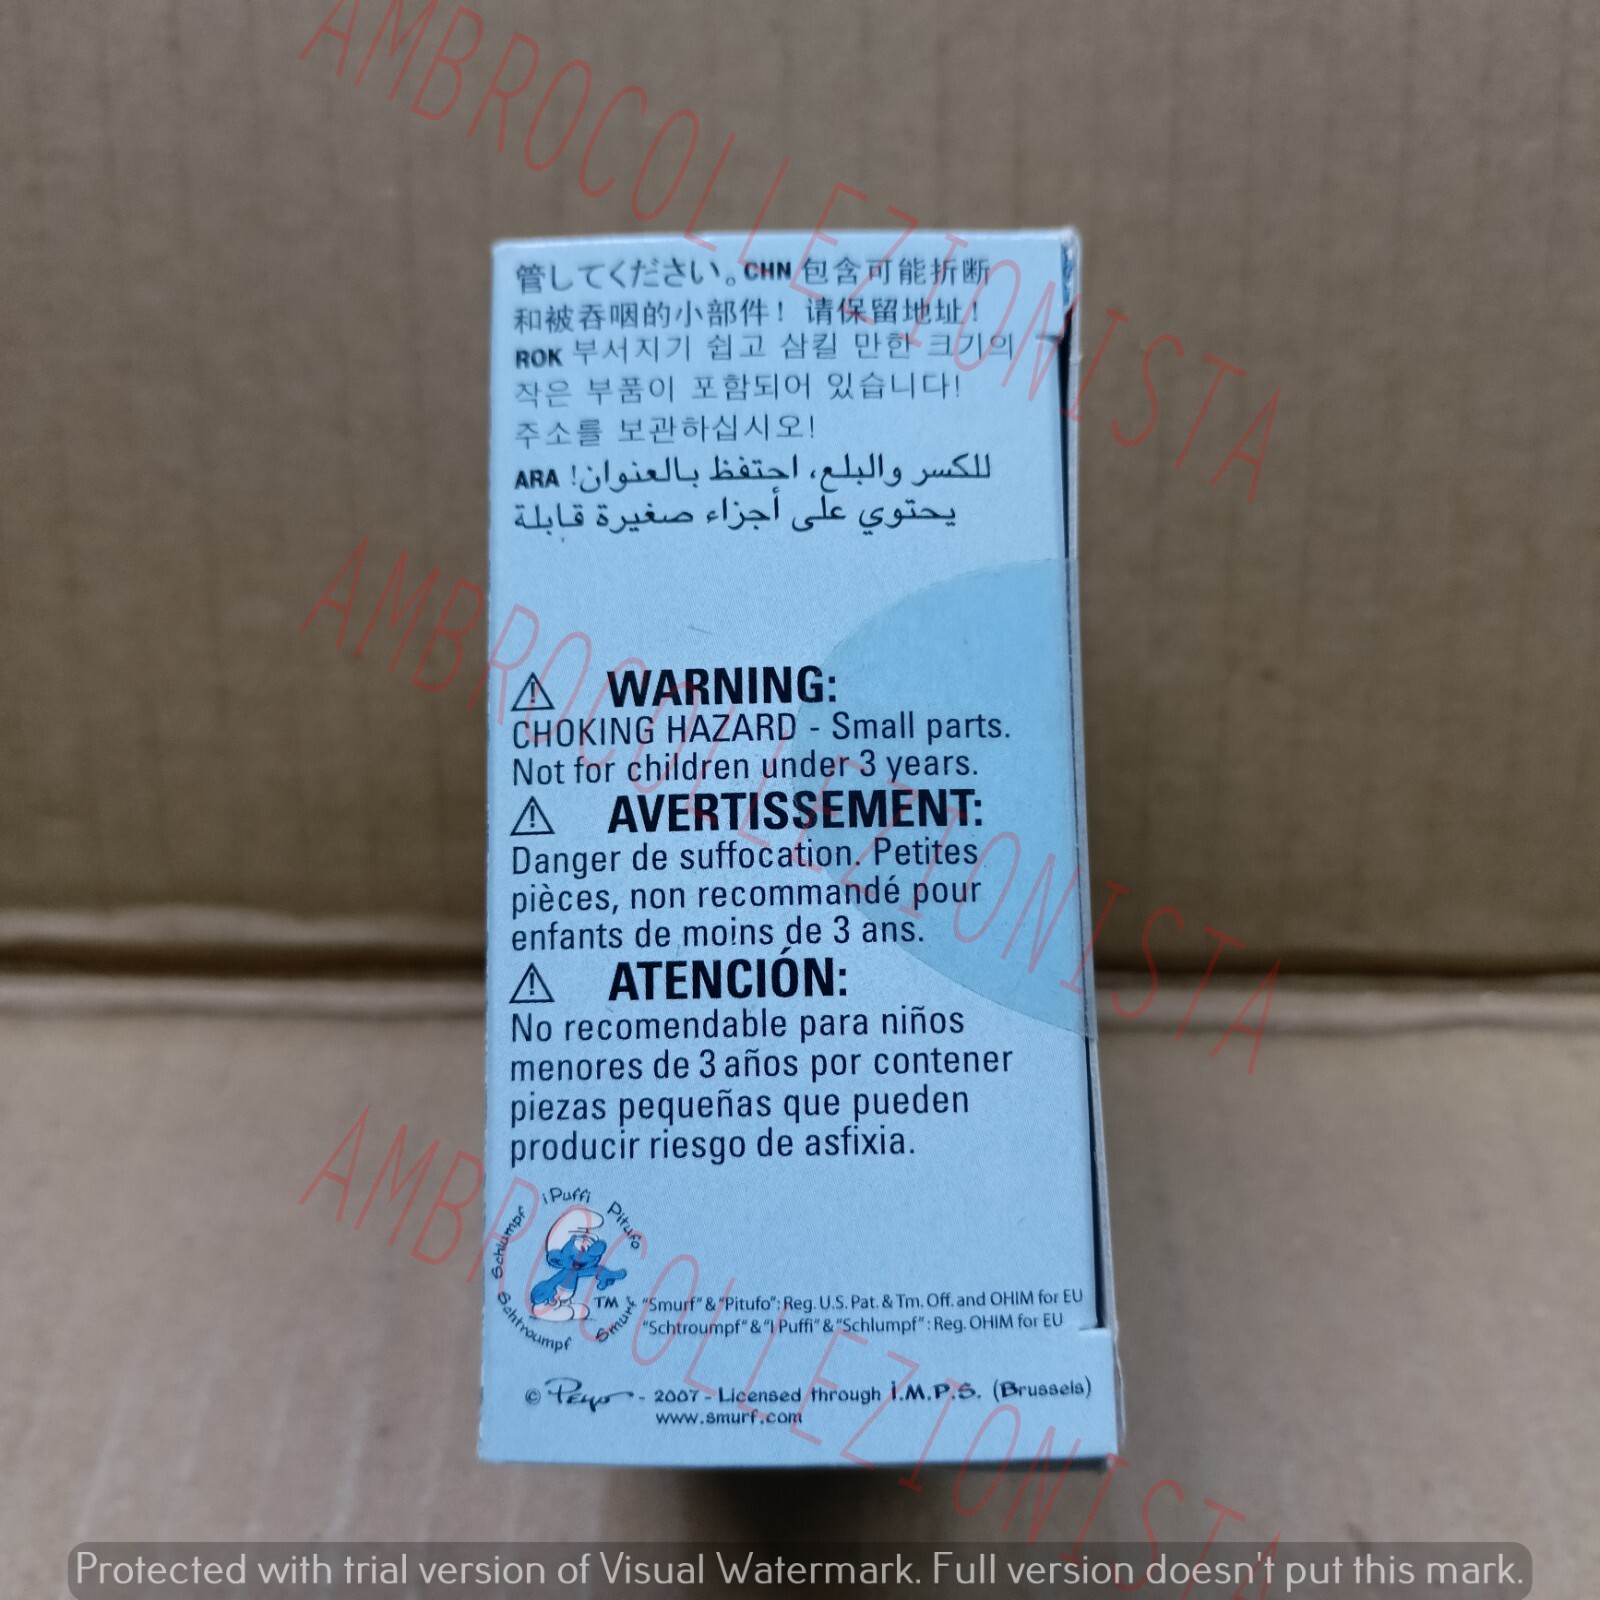 管してください。CHN 包含可能折断
和被吞咽的小部件！请保留地址！
ROK 부서지기 쉽고 삼킬 만한 크기의
작은 부품이 포함되어 있습니다!
주소를 보관하십시오!
ARA !للكسر والبلع، احتفظ بالعنوان
يحتوي على أجزاء صغيرة قابلة
WARNING:
CHOKING HAZARD - Small parts.
Not for children under 3 years.
AVERTISSEMENT:
Danger de suffocation. Petites
pièces, non recommandé pour
enfants de moins de 3 ans.
ATENCIÓN:
No recomendable para niños
menores de 3 años por contener
piezas pequeñas que pueden
producir riesgo de asfixia.
Schtroumpf Schlumpf i Puffi Pitufo Smurf
TM
"Smurf" & "Pitufo": Reg. U.S. Pat. & Tm. Off. and OHIM for EU
"Schtroumpf" & "I Puffi" & "Schlumpf" : Reg. OHIM for EU
© Peyo - 2007 - Licensed through I.M.P.S. (Brussels)
www.smurf.com
AMBROCOLLEZIONISTA
AMBROCOLLEZIONISTA
AMBROCOLLEZIONISTA
Protected with trial version of Visual Watermark. Full version doesn't put this mark.